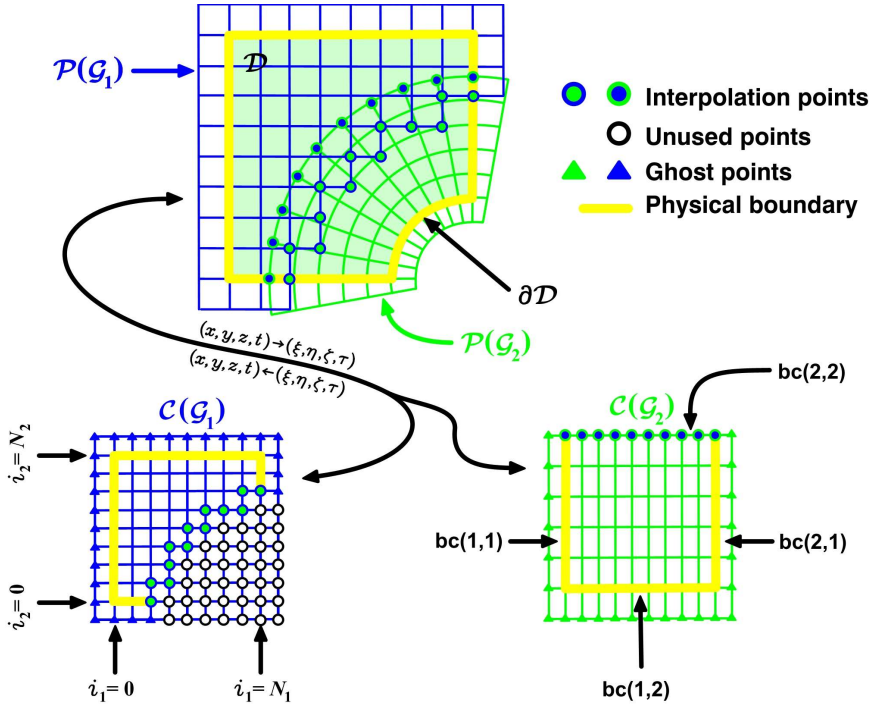 𝒫(𝒢₁)
𝒟
Interpolation points
Unused points
Ghost points
Physical boundary
∂𝒟
𝒫(𝒢₂)
(x,y,z,t)→(ξ,η,ζ,τ)
(x,y,z,t)←(ξ,η,ζ,τ)
bc(2,2)
𝒞(𝒢₁)
𝒞(𝒢₂)
i₂= N₂
bc(1,1)
bc(2,1)
i₂= 0
i₁= 0
i₁= N₁
bc(1,2)